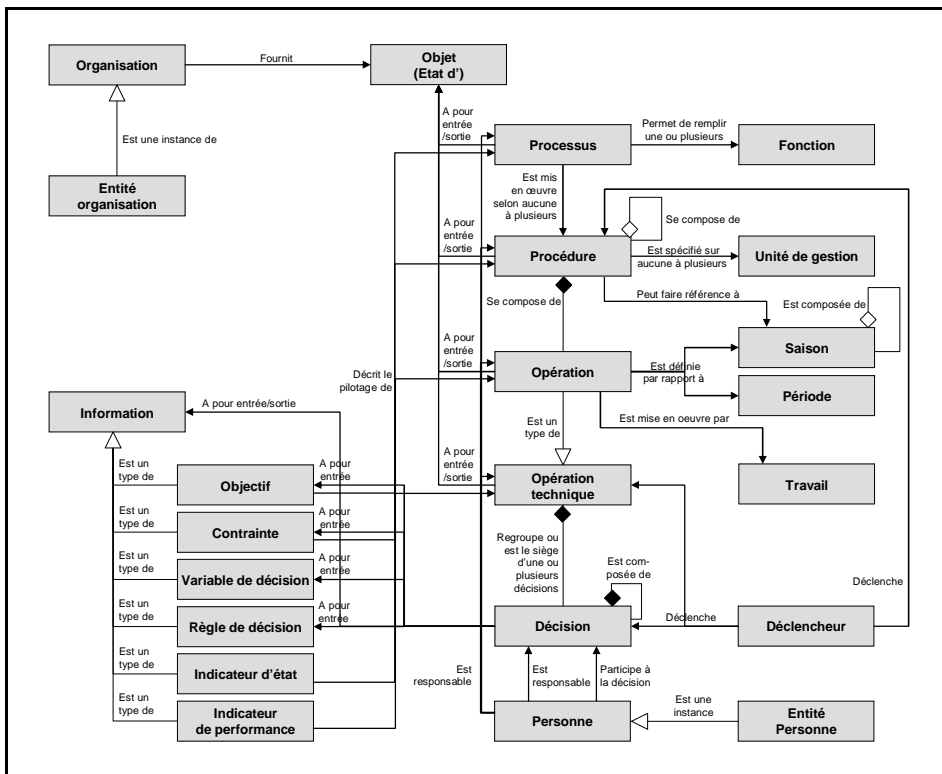 Organisation
Fournit
Objet
(Etat d’)
Est une instance de
Entité
organisation
A pour
entrée
/sortie
Processus
Permet de remplir
une ou plusieurs
Fonction
Est mis
en œuvre
selon aucune
à plusieurs
A pour
entrée
/sortie
Procédure
Se compose de
Est spécifié sur
aucune à plusieurs
Unité de gestion
Se compose de
Peut faire référence à
Est composée de
Saison
A pour
entrée
/sortie
Opération
Est définie
par rapport à
Période
Décrit le
pilotage de
Information
A pour entrée/sortie
Est un
type de
Est mise en oeuvre par
Travail
A pour
entrée
/sortie
Opération
technique
Est un
type de
Objectif
A pour
entrée
Est un
type de
Contrainte
A pour
entrée
Est un
type de
Variable de décision
A pour entrée
Est un
type de
Règle de décision
A pour
entrée
Est un
type de
Indicateur d’état
Est un
type de
Indicateur
de performance
Regroupe ou
est le siège
d’une ou
plusieurs
décisions
Est com-
posée de
Décision
Déclenche
Déclencheur
Déclenche
Est
responsable
Est
responsable
Participe à
la décision
Personne
Est une
instance
Entité
Personne